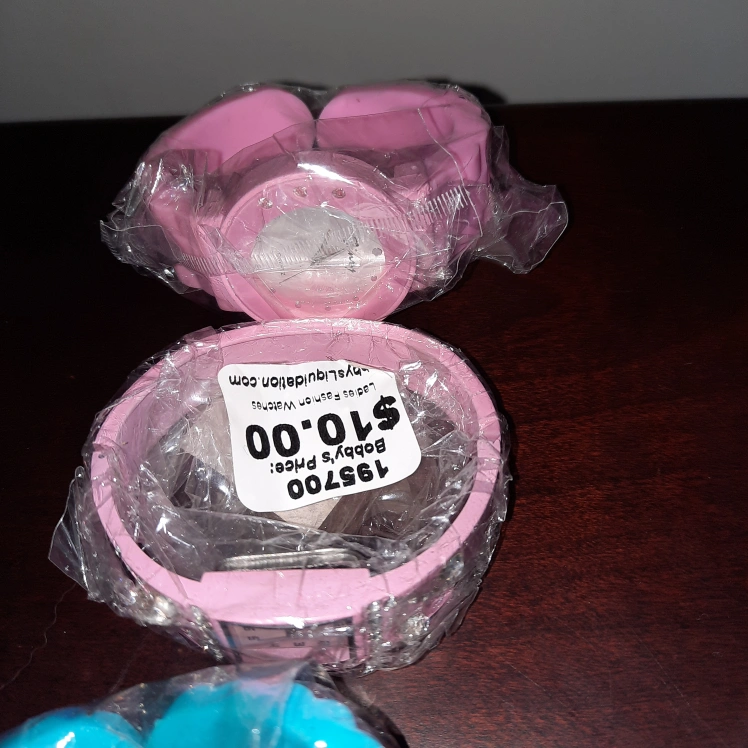 195700
Bobby's Price:
$10.00
Ladies Fashion Watches
bysLiquidation.com